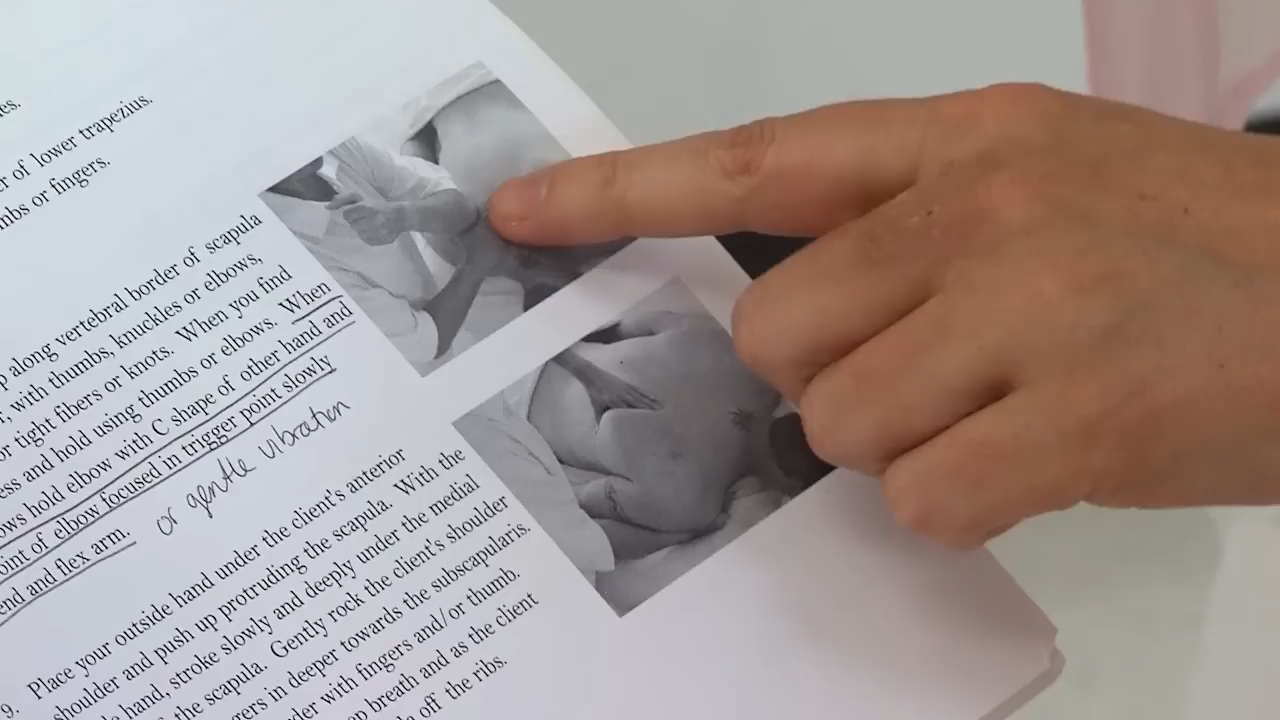 er of lower trapezius.
mbs or fingers.
p along vertebral border of scapula
r, with thumbs, knuckles or elbows,
or tight fibers or knots. When you find
ess and hold using thumbs or elbows. When
ows hold elbow with C shape of other hand and
oint of elbow focused in trigger point slowly
end and flex arm. or gentle vibration
9. Place your outside hand under the client's anterior
shoulder and push up protruding the scapula. With the
hand, stroke slowly and deeply under the medial
the scapula. Gently rock the client's shoulder
gers in deeper towards the subscapularis.
der with fingers and/or thumb.
ep breath and as the client
off the ribs.